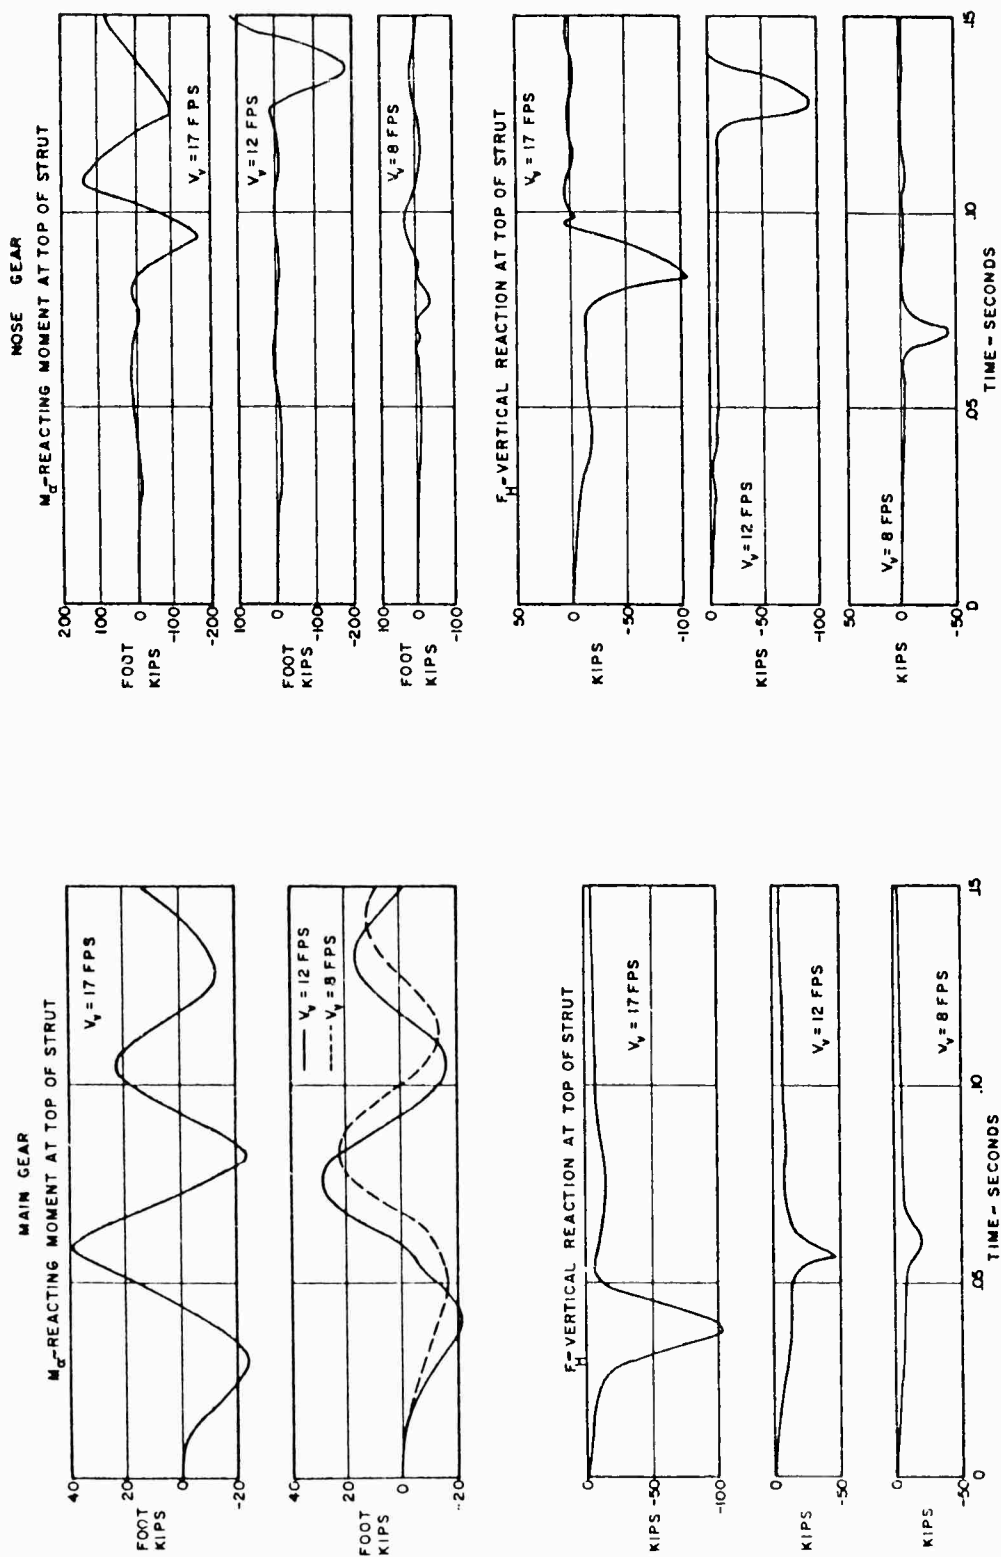 MAIN GEAR
Mα-REACTING MOMENT AT TOP OF STRUT
40
20
0
-20
FOOT
KIPS
Vv = 17 FPS
40
20
0
-20
FOOT
KIPS
Vv = 12 FPS
Vv = 8 FPS
FH-VERTICAL REACTION AT TOP OF STRUT
0
-50
-100
KIPS
Vv = 17 FPS
0
-50
KIPS
Vv = 12 FPS
0
-50
KIPS
Vv = 8 FPS
0
.05
.10
.15
TIME - SECONDS
NOSE GEAR
Mα-REACTING MOMENT AT TOP OF STRUT
200
100
0
-100
-200
FOOT
KIPS
Vv = 17 FPS
100
0
-100
-200
FOOT
KIPS
Vv = 12 FPS
100
0
-100
FOOT
KIPS
Vv = 8 FPS
FH-VERTICAL REACTION AT TOP OF STRUT
50
0
-50
-100
KIPS
Vv = 17 FPS
0
-50
-100
KIPS
Vv = 12 FPS
50
0
-50
KIPS
Vv = 8 FPS
0
.05
.10
.15
TIME - SECONDS